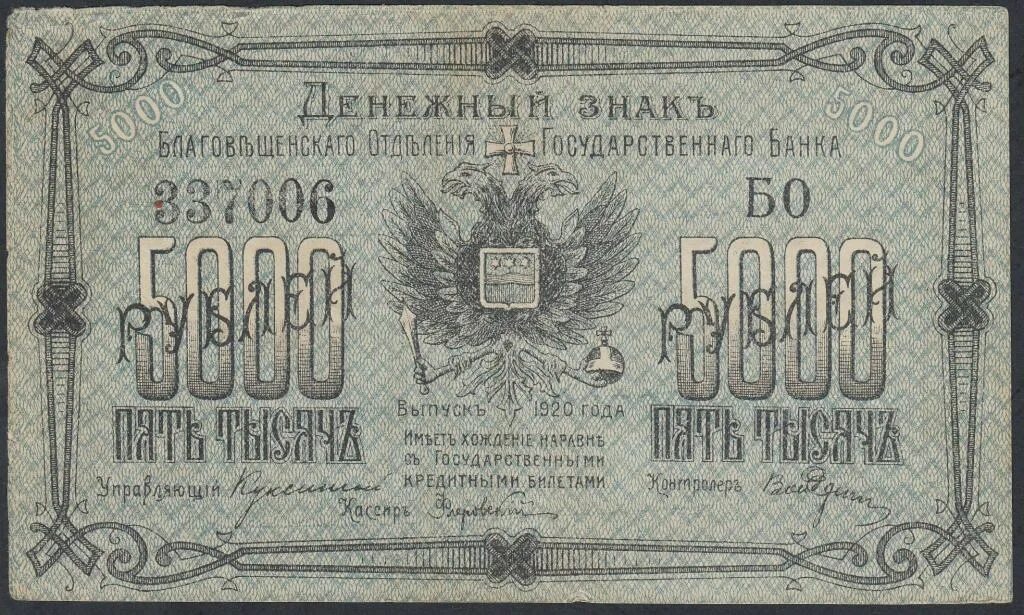 5000 5000
Денежный знакъ
Благовѣщенскаго Отдѣленія Государственнаго Банка
337006 БО
5000 5000
рублей рублей
Выпускъ 1920 года
пять тысячъ пять тысячъ
Имѣетъ хожденіе наравнѣ
съ Государственными
кредитными билетами
Управляющій Контролеръ
Кассиръ